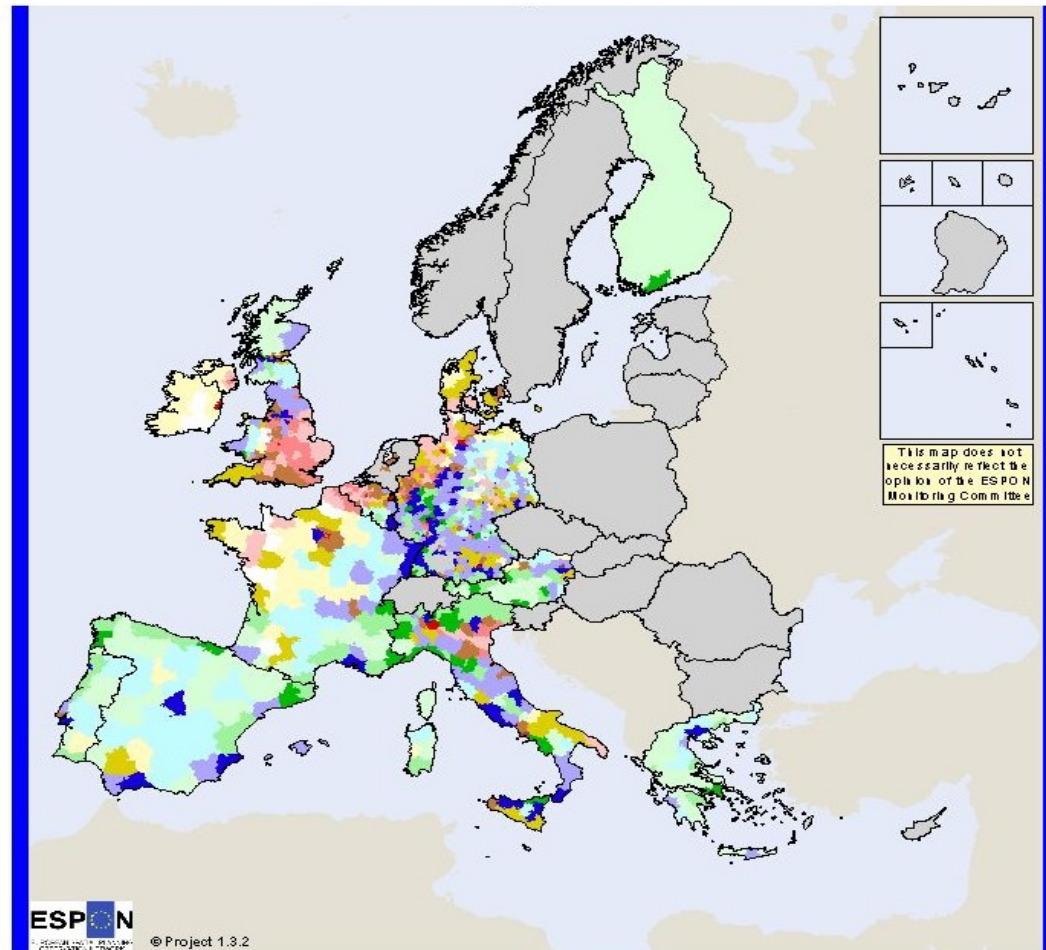 This map does not
necessarily reflect the
opinion of the ESPON
Monitoring Committee
ESPON
© Project 1.3.2